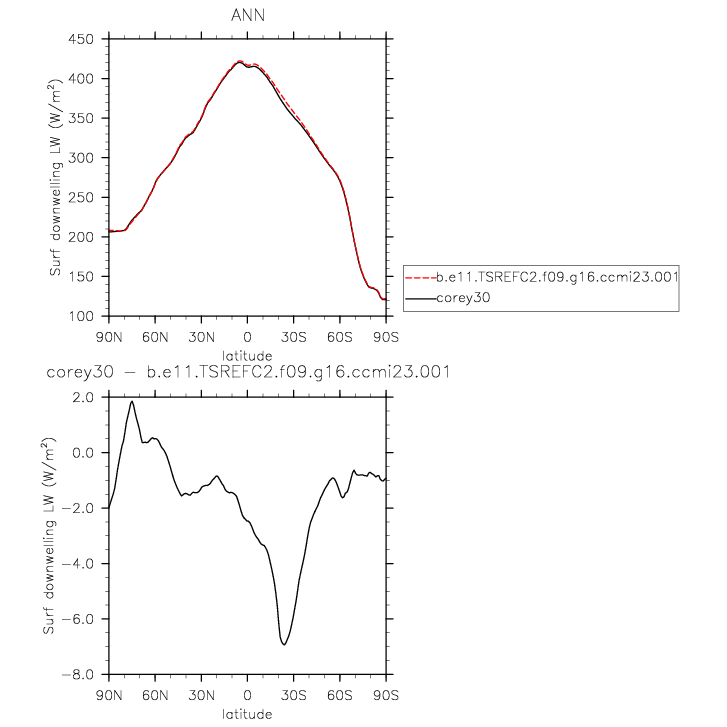 ANN
Surf downwelling LW (W/m²)
450
400
350
300
250
200
150
100
90N 60N 30N 0 30S 60S 90S
latitude
b.e11.TSREFC2.f09.g16.ccmi23.001
corey30
corey30 − b.e11.TSREFC2.f09.g16.ccmi23.001
Surf downwelling LW (W/m²)
2.0
0.0
−2.0
−4.0
−6.0
−8.0
90N 60N 30N 0 30S 60S 90S
latitude